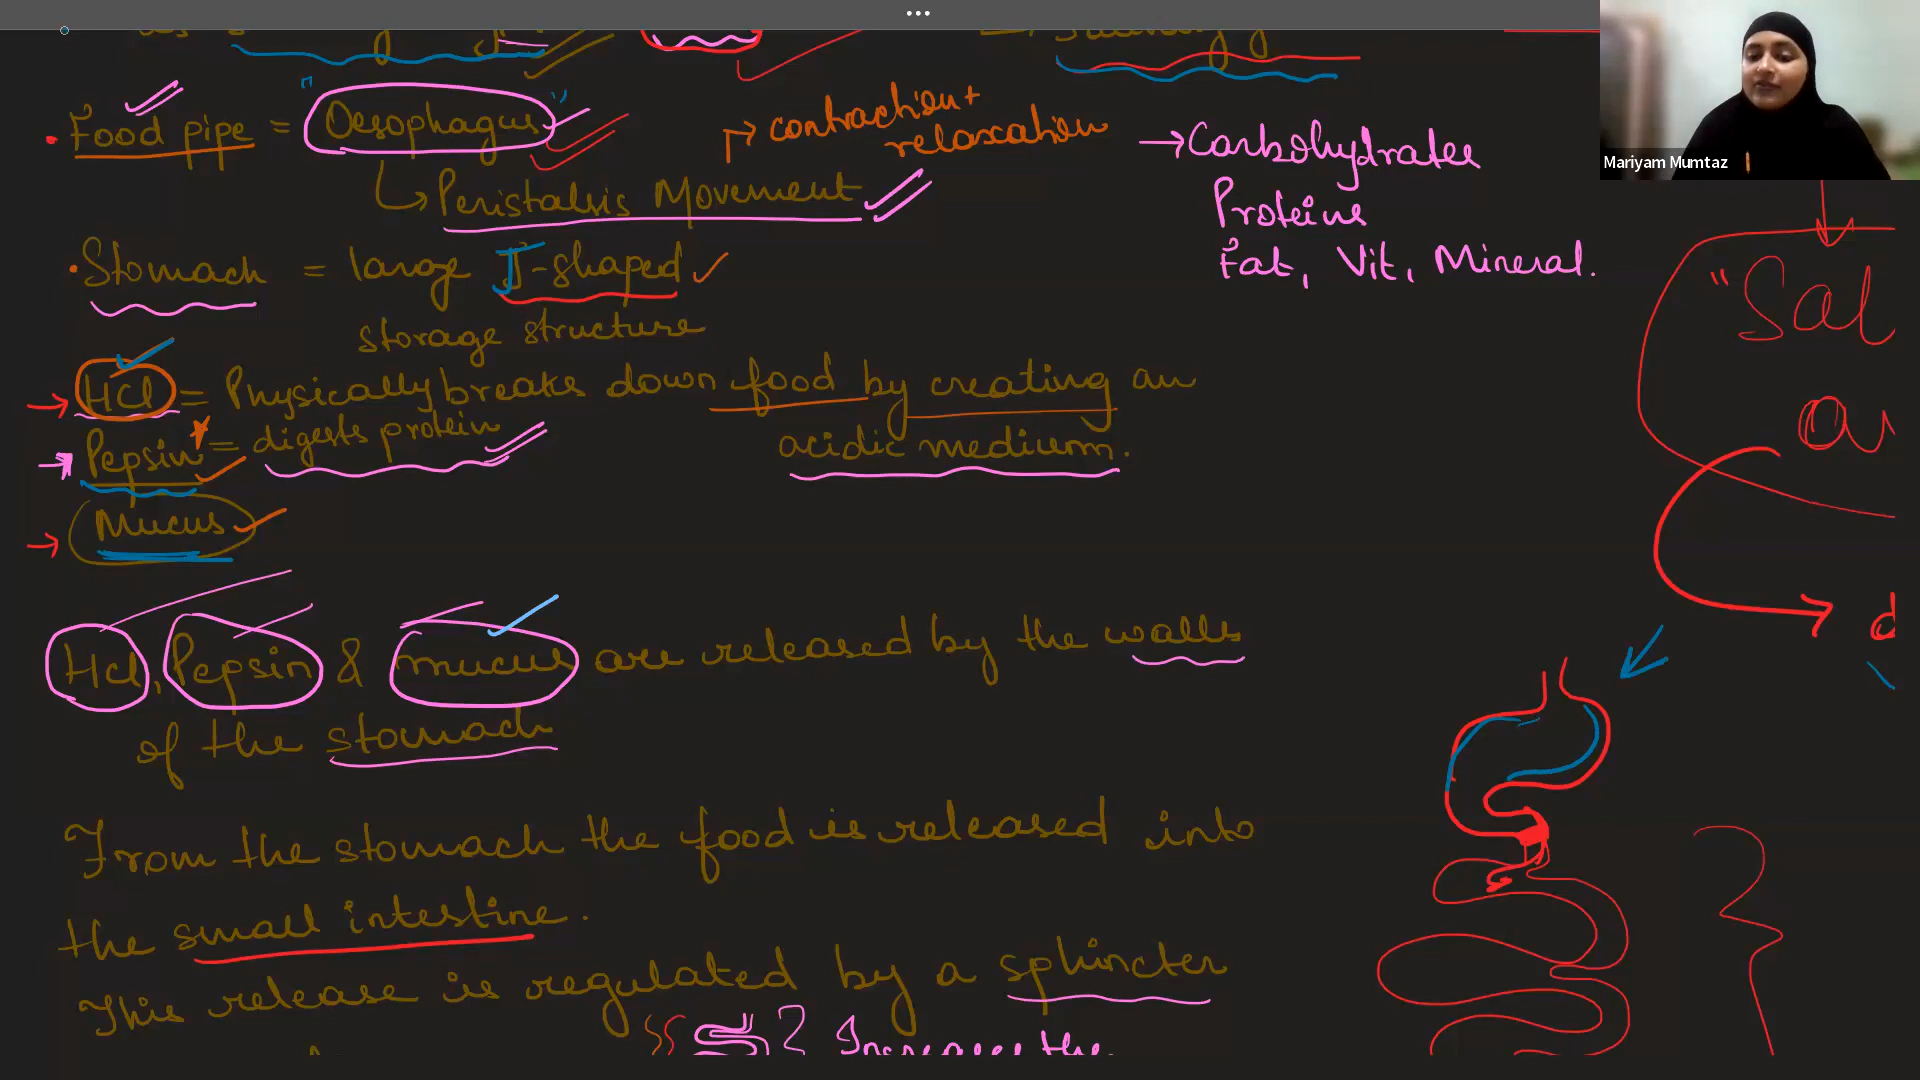 Food pipe = "Oesophagus"
contraction+
relaxation
Peristalsis Movement
→ Carbohydrates
Proteins
Fat, Vit, Mineral.
Mariyam Mumtaz
• Stomach = large J-shaped
storage structure
→ HCl = Physically breaks down food by creating an
acidic medium.
→ Pepsin* = digests protein
→ Mucus
"Sal
HCl, Pepsin & mucus are released by the walls
of the stomach
From the stomach the food is released into
the small intestine.
This release is regulated by a sphincter
Increases the